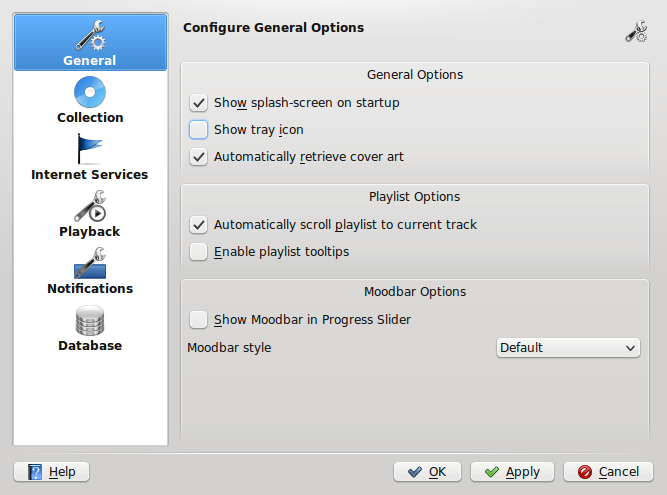 General
Collection
Internet Services
Playback
Notifications
Database
Configure General Options
General Options
Show splash-screen on startup
Show tray icon
Automatically retrieve cover art
Playlist Options
Automatically scroll playlist to current track
Enable playlist tooltips
Moodbar Options
Show Moodbar in Progress Slider
Moodbar style Default
Help OK Apply Cancel